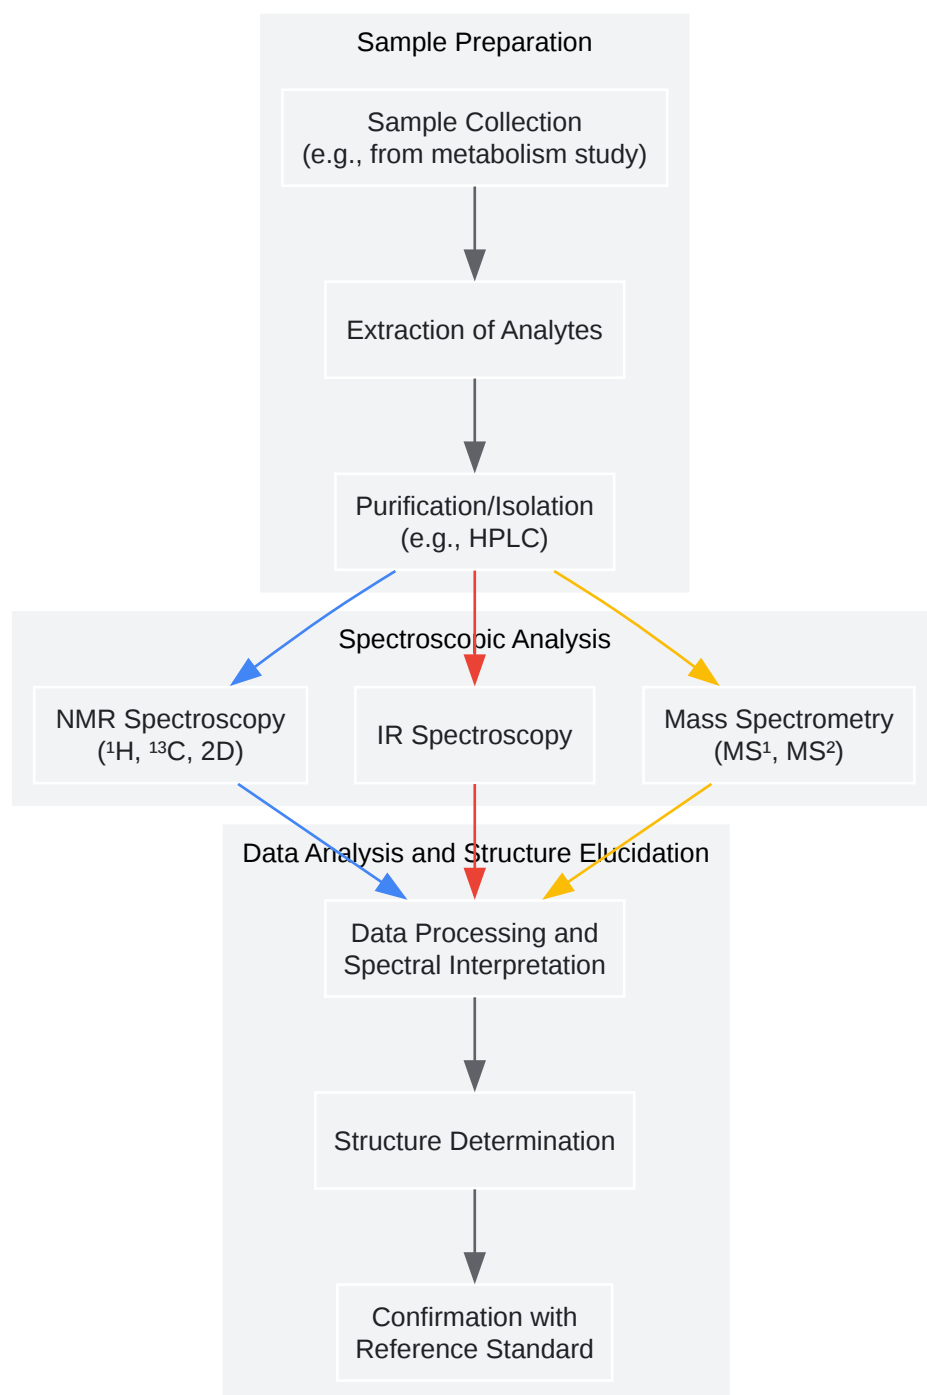 Sample Preparation
Sample Collection
(e.g., from metabolism study)
Extraction of Analytes
Purification/Isolation
(e.g., HPLC)
Spectroscopic Analysis
NMR Spectroscopy
(¹H, ¹³C, 2D)
IR Spectroscopy
Mass Spectrometry
(MS¹, MS²)
Data Analysis and Structure Elucidation
Data Processing and
Spectral Interpretation
Structure Determination
Confirmation with
Reference Standard